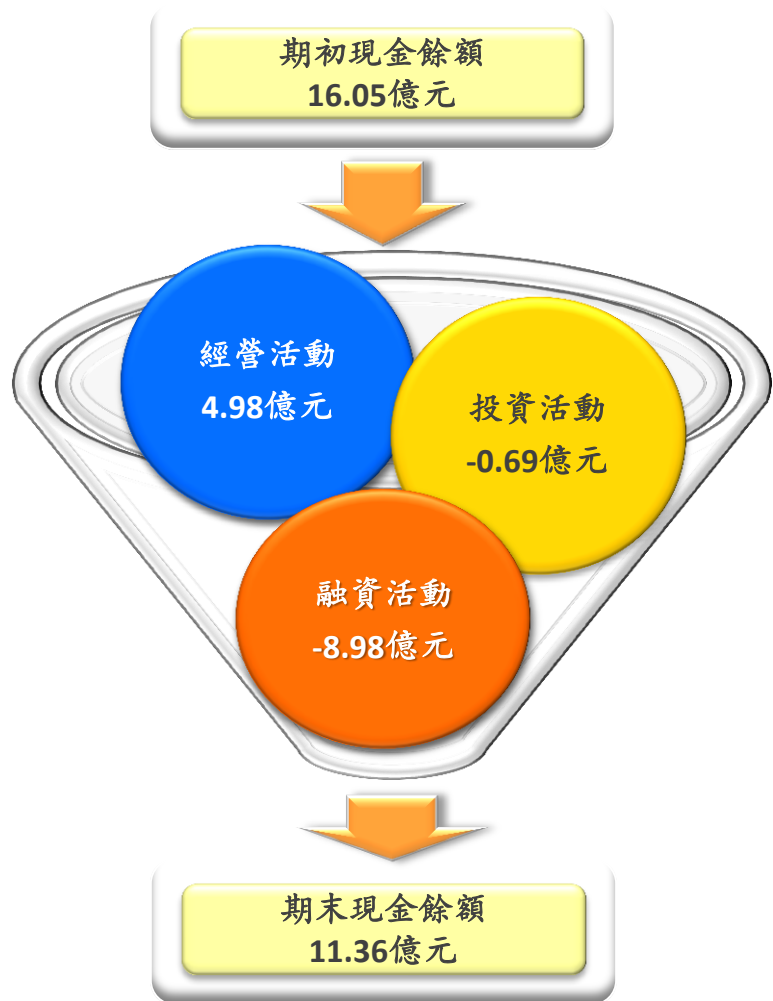 期初現金餘額
16.05億元
經營活動
4.98億元
投資活動
-0.69億元
融資活動
-8.98億元
期末現金餘額
11.36億元